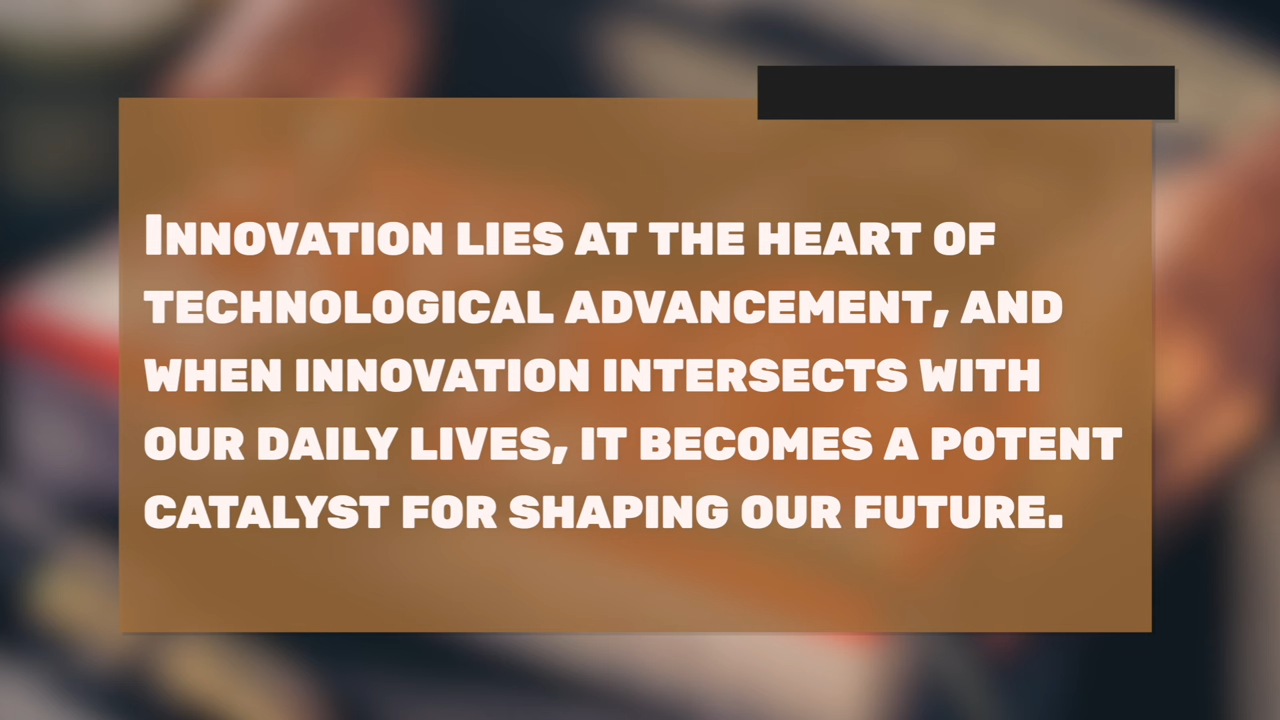 Innovation lies at the heart of
technological advancement, and
when innovation intersects with
our daily lives, it becomes a potent
catalyst for shaping our future.